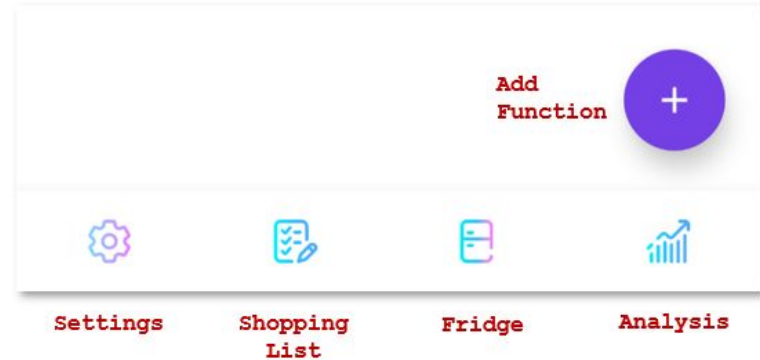 Add
Function
+
Settings
Shopping
List
Fridge
Analysis